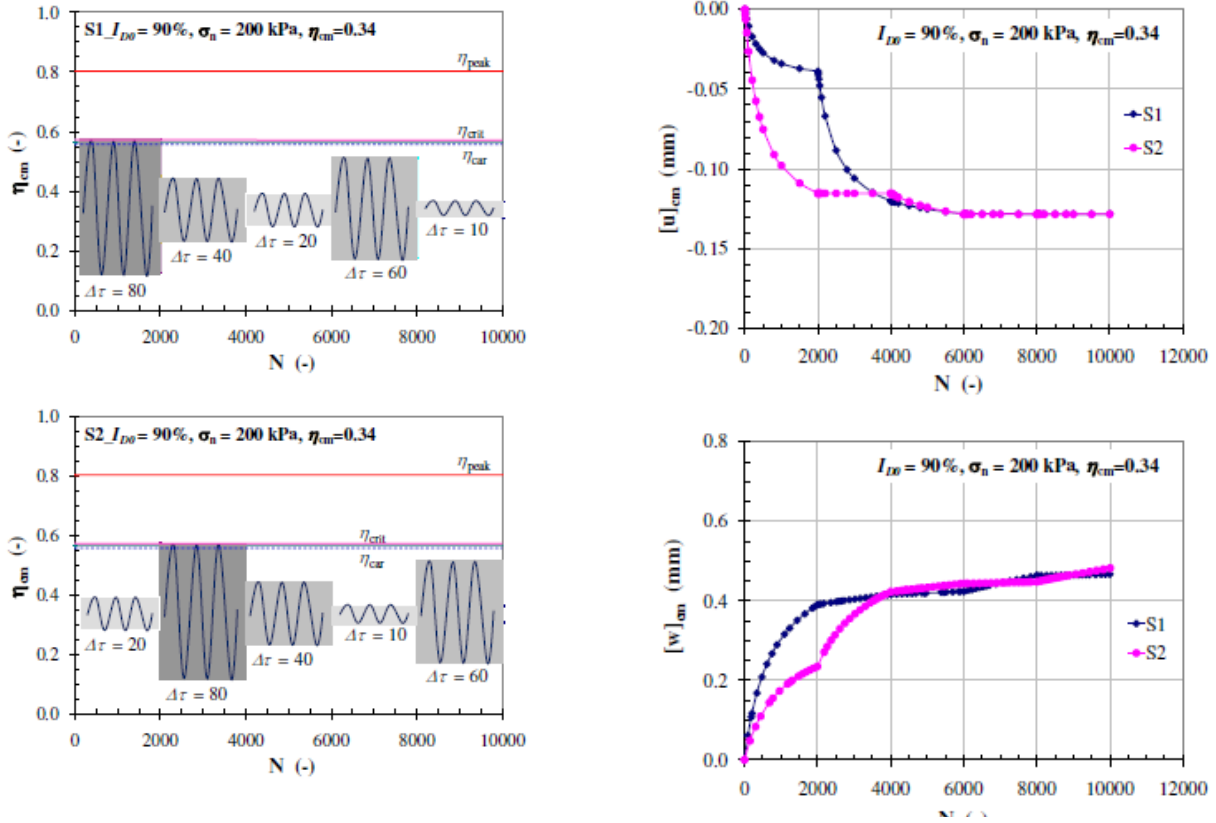 S1_I_D0 = 90%, σn = 200 kPa, ηcm=0.34
1.0
0.8
0.6
0.4
0.2
0.0
ηcm (-)
ηpeak
ηcrit
ηcar
Δτ = 80
Δτ = 40
Δτ = 20
Δτ = 60
Δτ = 10
0 2000 4000 6000 8000 10000
N (-)
I_D0 = 90%, σn = 200 kPa, ηcm=0.34
0.00
-0.05
-0.10
-0.15
-0.20
[u]cm (mm)
S1
S2
0 2000 4000 6000 8000 10000 12000
N (-)
S2_I_D0 = 90%, σn = 200 kPa, ηcm=0.34
1.0
0.8
0.6
0.4
0.2
0.0
ηcm (-)
ηpeak
ηcrit
ηcar
Δτ = 20
Δτ = 80
Δτ = 40
Δτ = 10
Δτ = 60
0 2000 4000 6000 8000 10000
N (-)
I_D0 = 90%, σn = 200 kPa, ηcm=0.34
0.8
0.6
0.4
0.2
0.0
[w]cm (mm)
S1
S2
0 2000 4000 6000 8000 10000 12000
N (-)